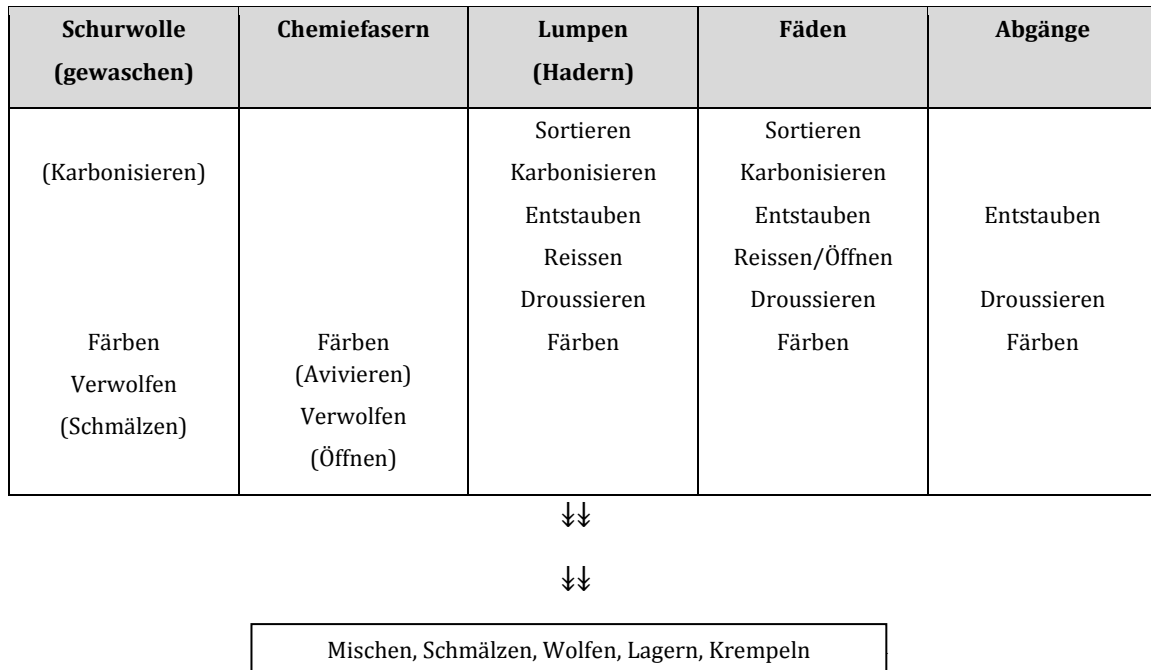 Schurwolle
(gewaschen)
Chemiefasern
Lumpen
(Hadern)
Fäden
Abgänge
(Karbonisieren)
Färben
Verwolfen
(Schmälzen)
Färben
(Avivieren)
Verwolfen
(Öffnen)
Sortieren
Karbonisieren
Entstauben
Reissen
Droussieren
Färben
Sortieren
Karbonisieren
Entstauben
Reissen/Öffnen
Droussieren
Färben
Entstauben
Droussieren
Färben
↡↡
↡↡
Mischen, Schmälzen, Wolfen, Lagern, Krempeln